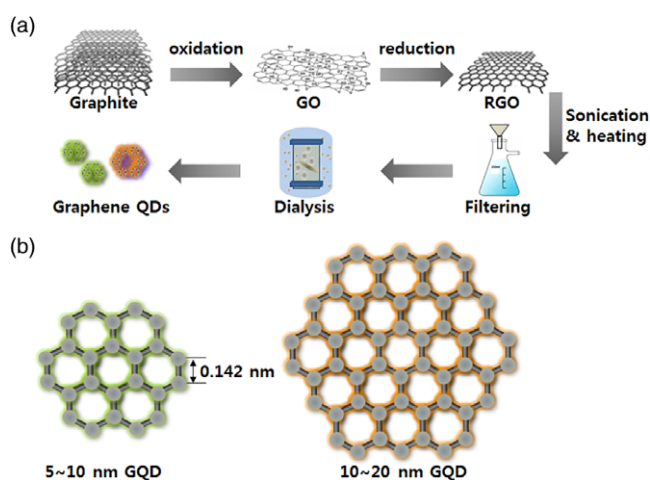 (a)
oxidation
reduction
Graphite
GO
RGO
Sonication
& heating
Graphene QDs
Dialysis
Filtering
(b)
0.142 nm
5~10 nm GQD
10~20 nm GQD